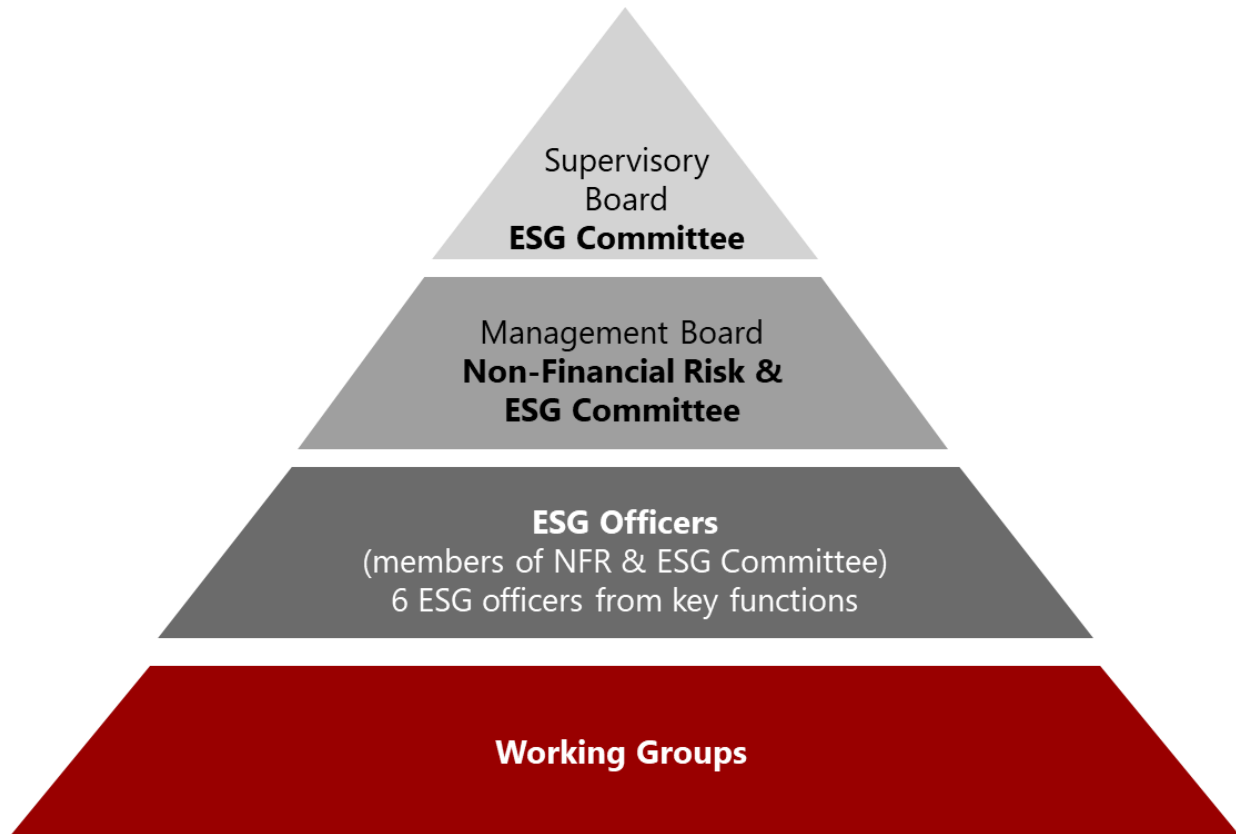 Supervisory
Board
ESG Committee
Management Board
Non-Financial Risk &
ESG Committee
ESG Officers
(members of NFR & ESG Committee)
6 ESG officers from key functions
Working Groups